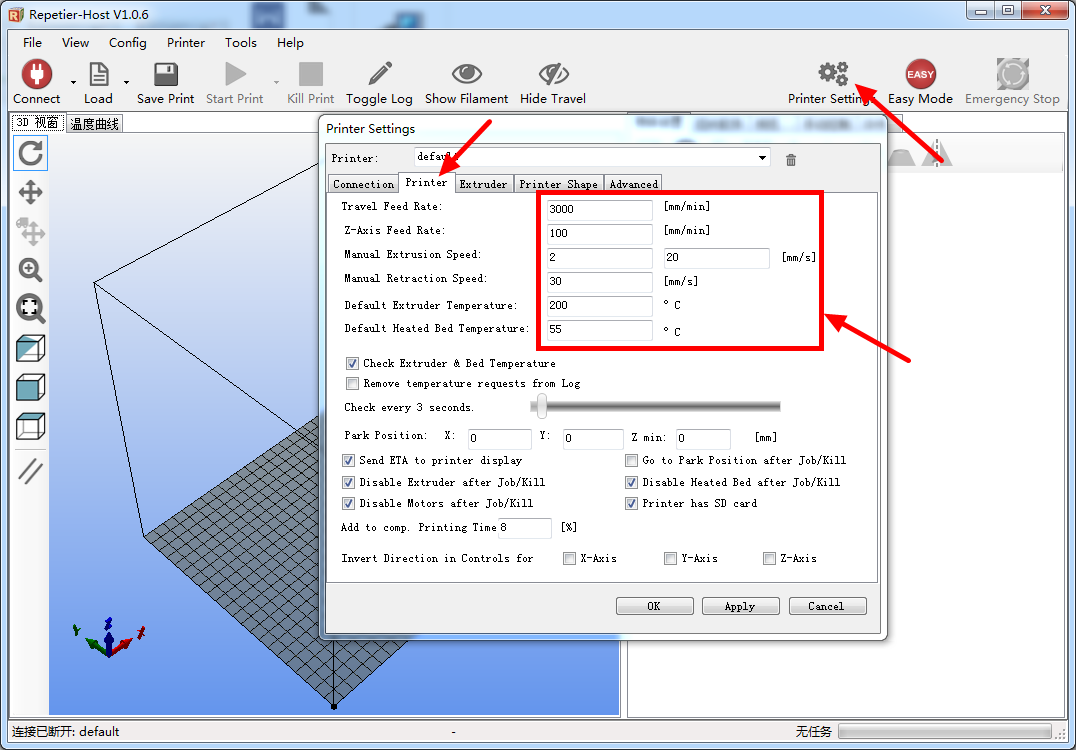 Repetier-Host V1.0.6
File View Config Printer Tools Help
Connect Load Save Print Start Print Kill Print Toggle Log Show Filament Hide Travel Printer Settings EASY Easy Mode Emergency Stop
3D 视窗 温度曲线
Printer Settings
Printer: default
Connection Printer Extruder Printer Shape Advanced
Travel Feed Rate: 3000 [mm/min]
Z-Axis Feed Rate: 100 [mm/min]
Manual Extrusion Speed: 2 20 [mm/s]
Manual Retraction Speed: 30 [mm/s]
Default Extruder Temperature: 200 ° C
Default Heated Bed Temperature: 55 ° C
Check Extruder & Bed Temperature
Remove temperature requests from Log
Check every 3 seconds.
Park Position: X: 0 Y: 0 Z min: 0 [mm]
Send ETA to printer display Go to Park Position after Job/Kill
Disable Extruder after Job/Kill Disable Heated Bed after Job/Kill
Disable Motors after Job/Kill Printer has SD card
Add to comp. Printing Time 8 [%]
Invert Direction in Controls for X-Axis Y-Axis Z-Axis
OK Apply Cancel
Y Z X
连接已断开: default - 无任务